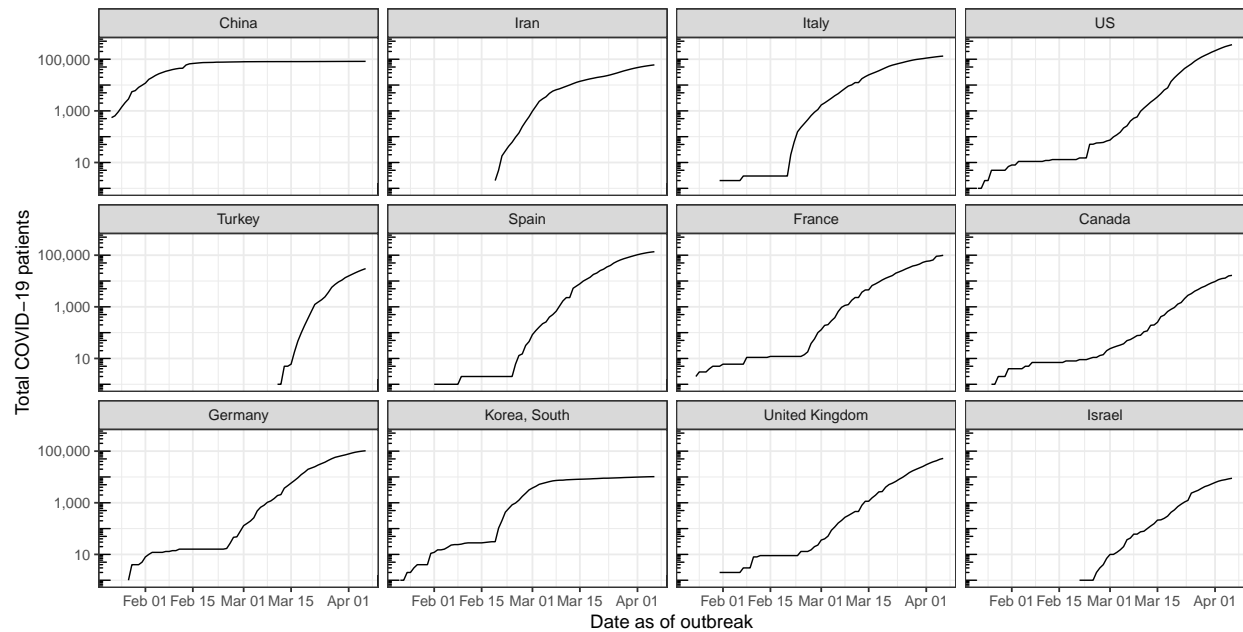 China Iran Italy US
100,000
1,000
10
Turkey Spain France Canada
100,000
1,000
10
Germany Korea, South United Kingdom Israel
100,000
1,000
10
Feb 01 Feb 15 Mar 01 Mar 15 Apr 01 Feb 01 Feb 15 Mar 01 Mar 15 Apr 01 Feb 01 Feb 15 Mar 01 Mar 15 Apr 01 Feb 01 Feb 15 Mar 01 Mar 15 Apr 01
Date as of outbreak
Total COVID−19 patients